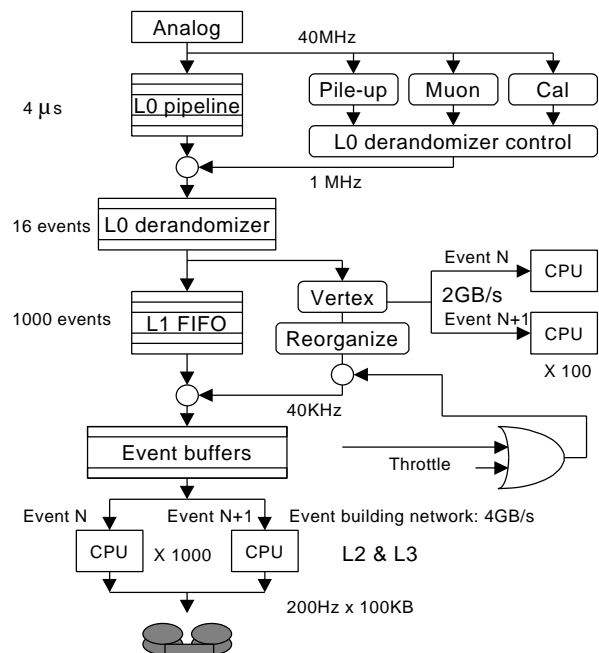 Analog
40MHz
Pile-up Muon Cal
4 μs
L0 pipeline
L0 derandomizer control
1 MHz
16 events
L0 derandomizer
Event N
CPU
Vertex
2GB/s
1000 events
L1 FIFO
Event N+1
CPU
Reorganize
X 100
40KHz
Event buffers
Throttle
Event N
Event N+1
Event building network: 4GB/s
CPU
X 1000
CPU
L2 & L3
200Hz x 100KB